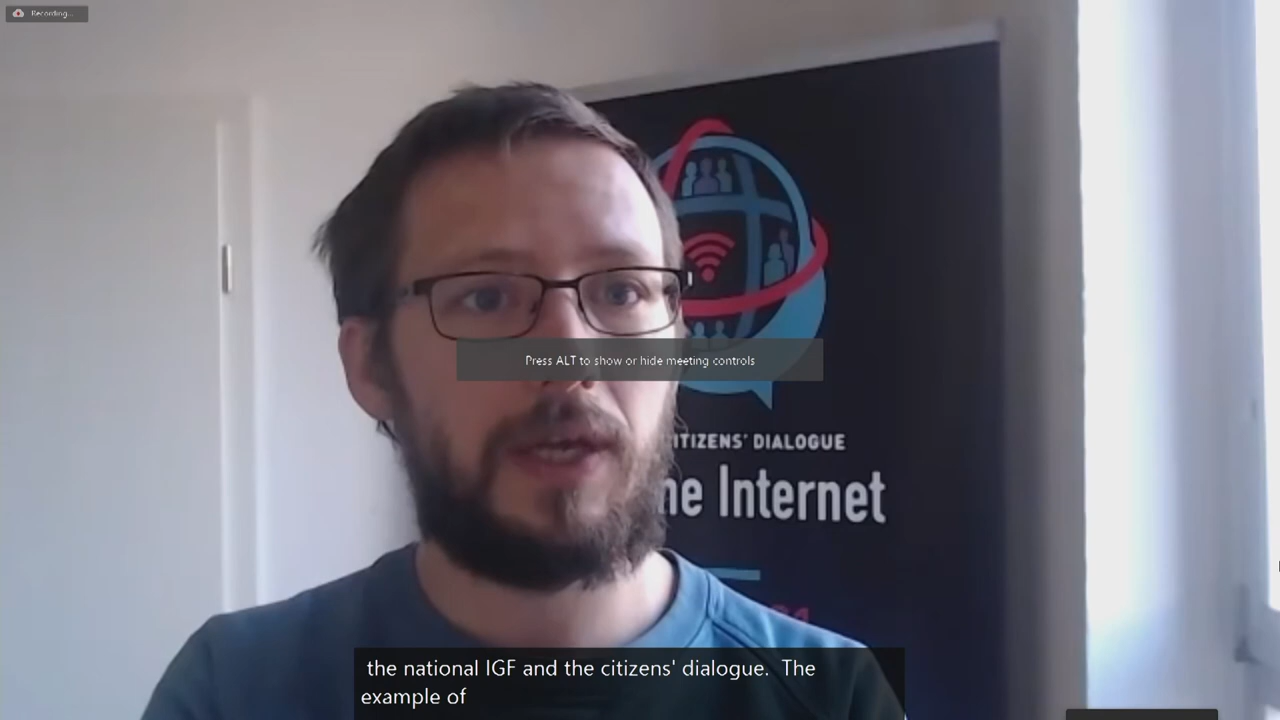 Recording...
Press ALT to show or hide meeting controls
ITIZENS' DIALOGUE
he Internet
the national IGF and the citizens' dialogue.  The
example of